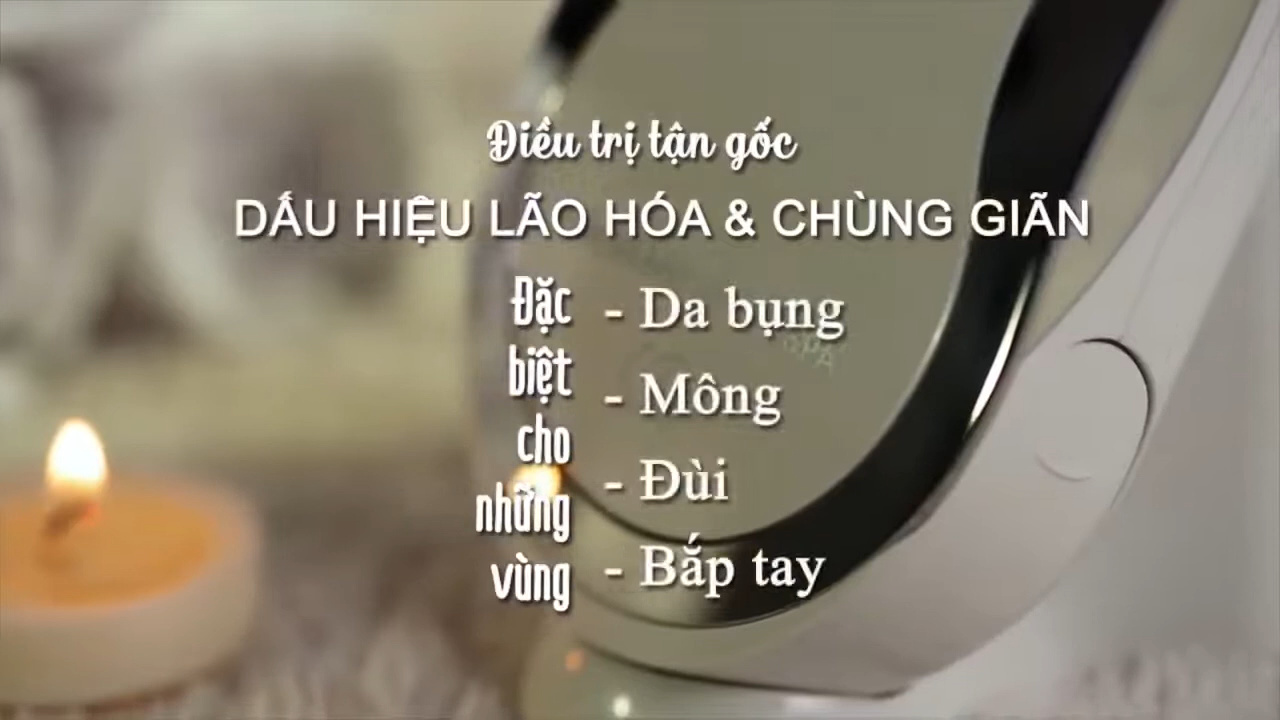 Điều trị tận gốc
DẤU HIỆU LÃO HÓA & CHÙNG GIÃN
Đặc
biệt
cho
những
vùng
- Da bụng
- Mông
- Đùi
- Bắp tay